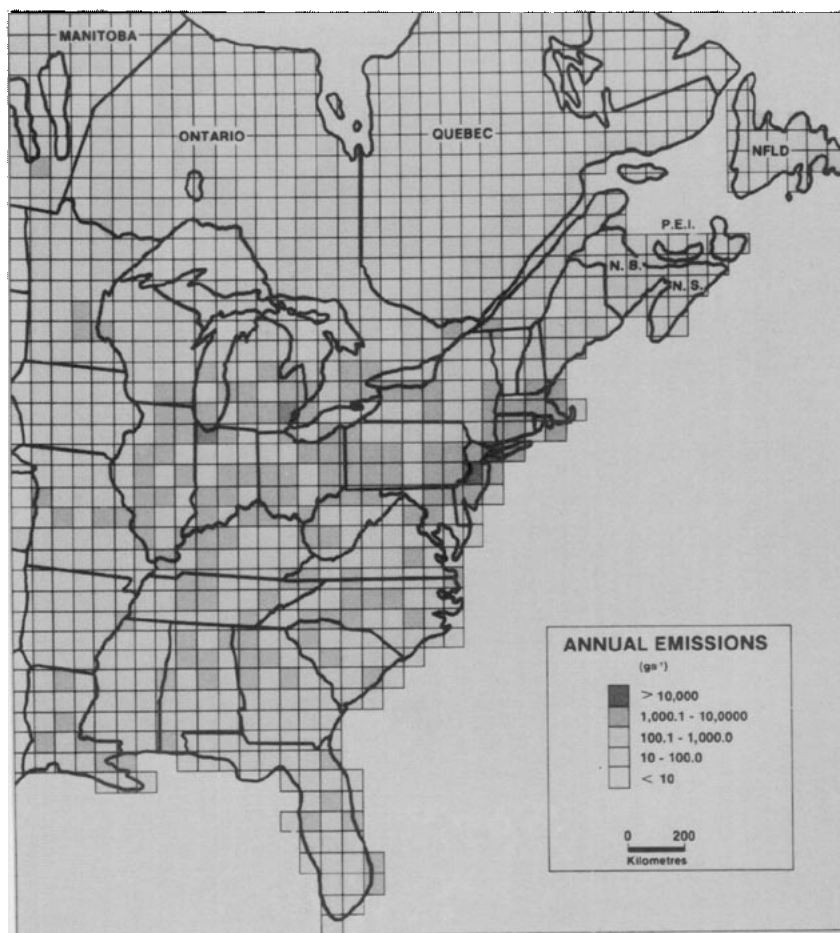 MANITOBA
ONTARIO
QUEBEC
NFLD
P.E.I.
N. B.
N. S.
ANNUAL EMISSIONS
(gs⁻¹)
> 10,000
1,000.1 - 10,0000
100.1 - 1,000.0
10 - 100.0
< 10
0 200
Kilometres